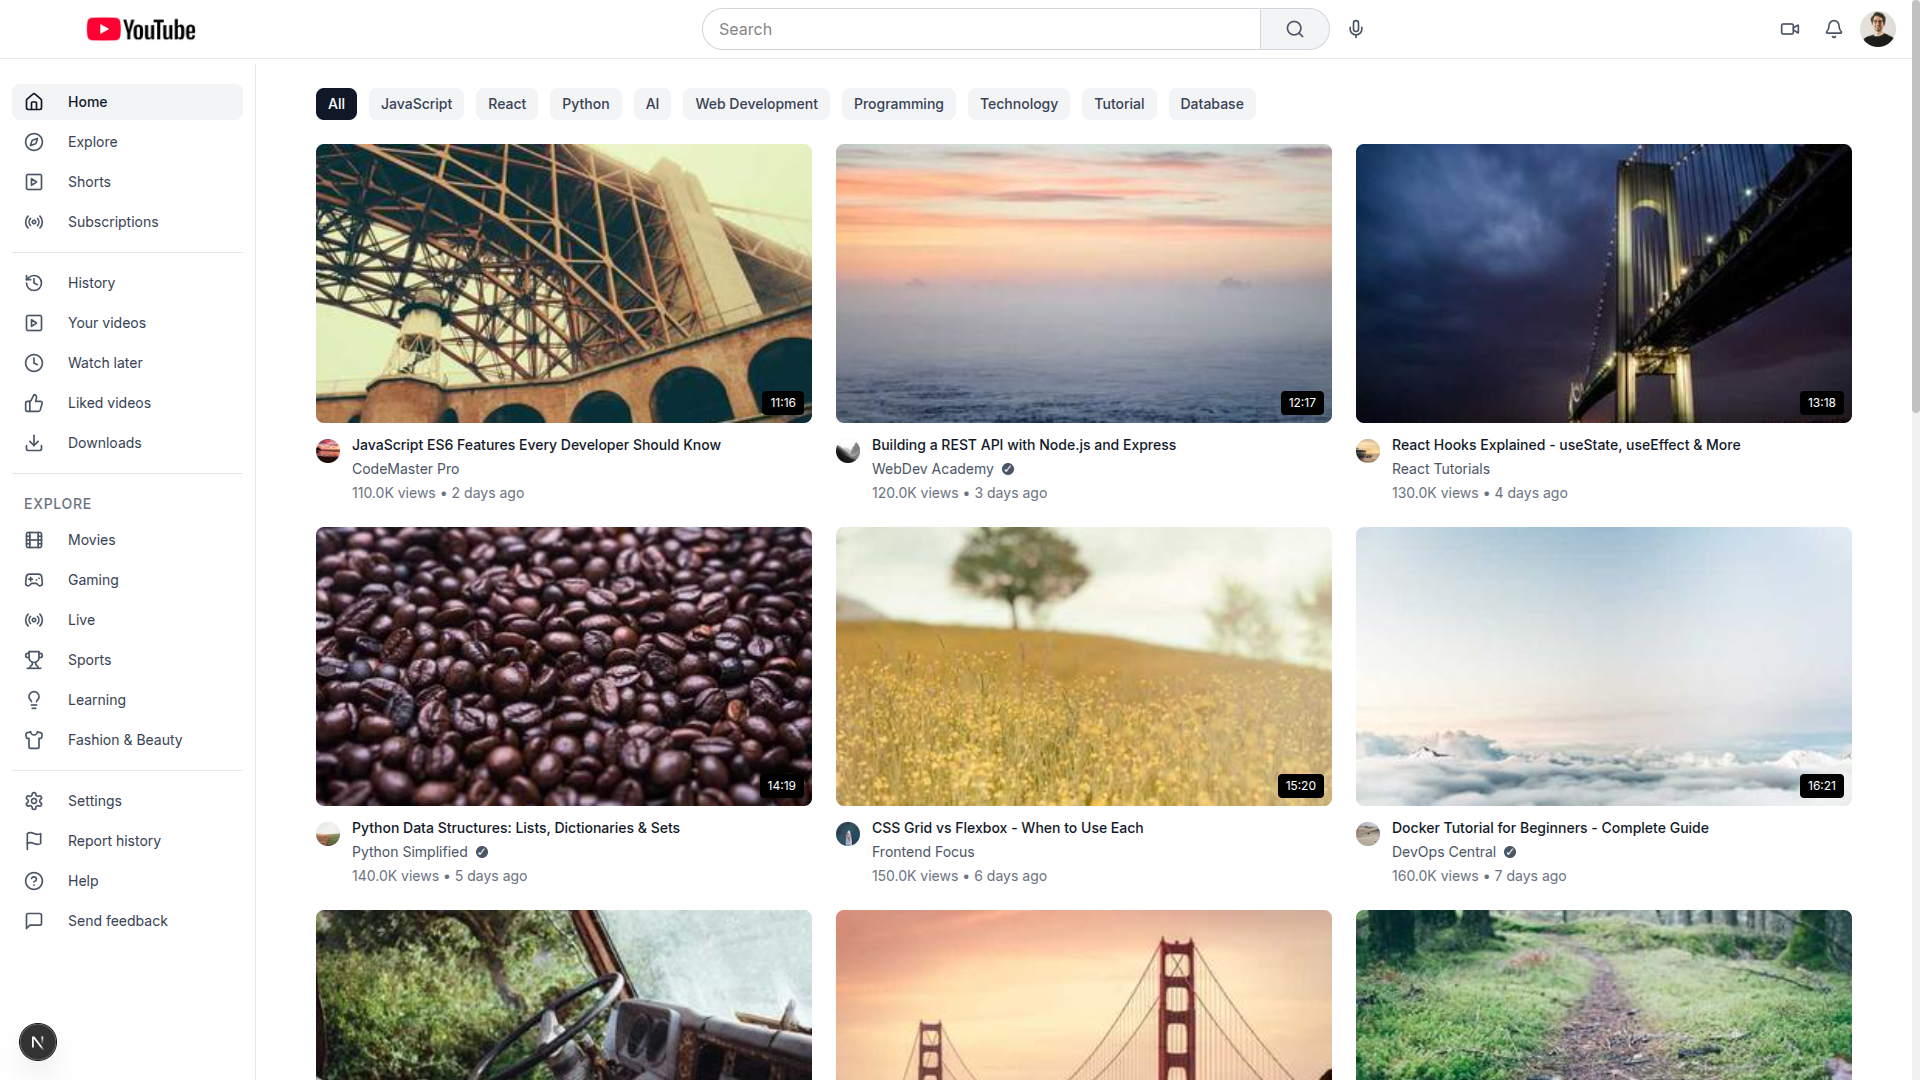 YouTube
Search
Home
Explore
Shorts
Subscriptions
History
Your videos
Watch later
Liked videos
Downloads
EXPLORE
Movies
Gaming
Live
Sports
Learning
Fashion & Beauty
Settings
Report history
Help
Send feedback
N
All JavaScript React Python AI Web Development Programming Technology Tutorial Database
11:16
JavaScript ES6 Features Every Developer Should Know
CodeMaster Pro
110.0K views • 2 days ago
12:17
Building a REST API with Node.js and Express
WebDev Academy
120.0K views • 3 days ago
13:18
React Hooks Explained - useState, useEffect & More
React Tutorials
130.0K views • 4 days ago
14:19
Python Data Structures: Lists, Dictionaries & Sets
Python Simplified
140.0K views • 5 days ago
15:20
CSS Grid vs Flexbox - When to Use Each
Frontend Focus
150.0K views • 6 days ago
16:21
Docker Tutorial for Beginners - Complete Guide
DevOps Central
160.0K views • 7 days ago